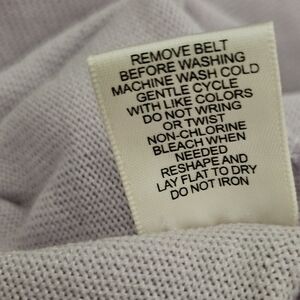 REMOVE BELT
BEFORE WASHING
MACHINE WASH COLD
GENTLE CYCLE
WITH LIKE COLORS
DO NOT WRING
OR TWIST
NON-CHLORINE
BLEACH WHEN
NEEDED
RESHAPE AND
LAY FLAT TO DRY
DO NOT IRON